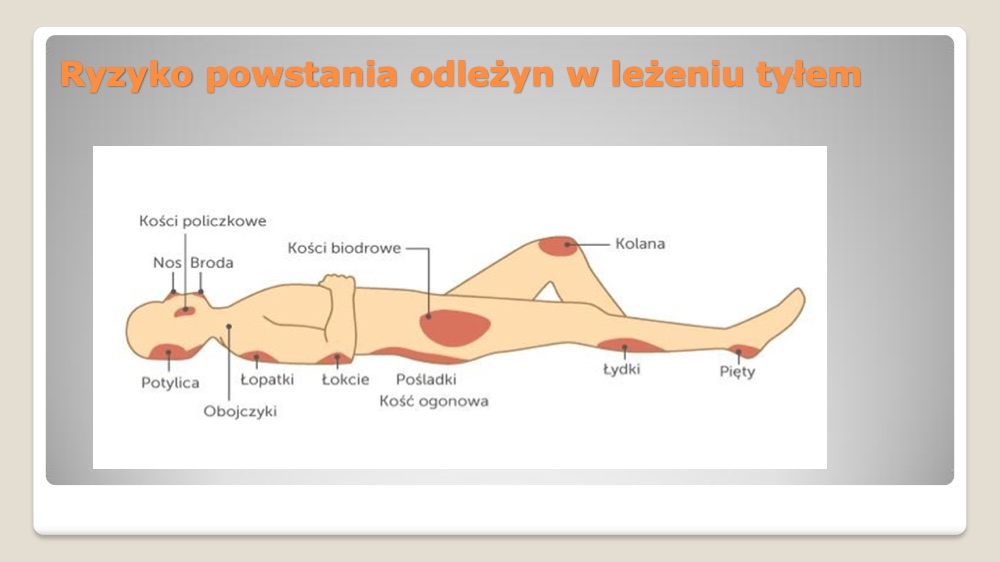 Ryzyko powstania odleżyn w leżeniu tyłem
Kości policzkowe
Nos
Broda
Kości biodrowe
Kolana
Potylica
Obojczyki
Łopatki
Łokcie
Pośladki
Kość ogonowa
Łydki
Pięty